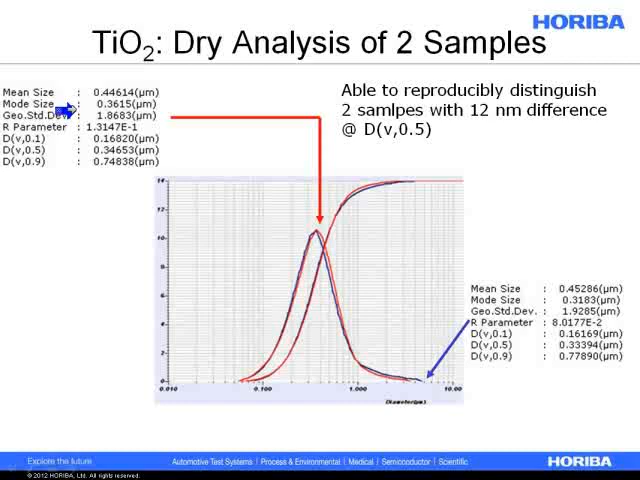 HORIBA
TiO2: Dry Analysis of 2 Samples
Mean Size : 0.44614(µm)
Mode Size : 0.3615(µm)
Geo.Std.Dev. : 1.8683(µm)
R Parameter : 1.3147E-1
D(v,0.1) : 0.16820(µm)
D(v,0.5) : 0.34653(µm)
D(v,0.9) : 0.74838(µm)
Able to reproducibly distinguish
2 samlpes with 12 nm difference
@ D(v,0.5)
14
12
10
8
6
4
2
0
0.010 0.100 1.000 10.00
Diameter(µm)
Mean Size : 0.45286(µm)
Mode Size : 0.3183(µm)
Geo.Std.Dev. : 1.9285(µm)
R Parameter : 8.0177E-2
D(v,0.1) : 0.16169(µm)
D(v,0.5) : 0.33394(µm)
D(v,0.9) : 0.77890(µm)
Explore the future
Automotive Test Systems | Process & Environmental | Medical | Semiconductor | Scientific
HORIBA
© 2012 HORIBA, Ltd. All rights reserved.